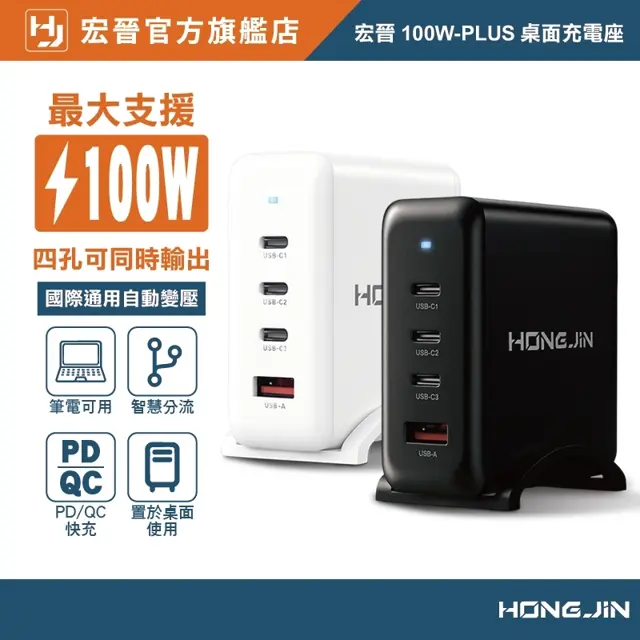 HJ 宏晉官方旗艦店
宏晉 100W-PLUS 桌面充電座
最大支援
100W
四孔可同時輸出
國際通用自動變壓
筆電可用
智慧分流
PD
QC
PD/QC
快充
置於桌面
使用
USB-C1
USB-C2
USB-C3
USB-A
HONGJIN
USB-C1
USB-C2
USB-C3
USB-A
HONGJIN